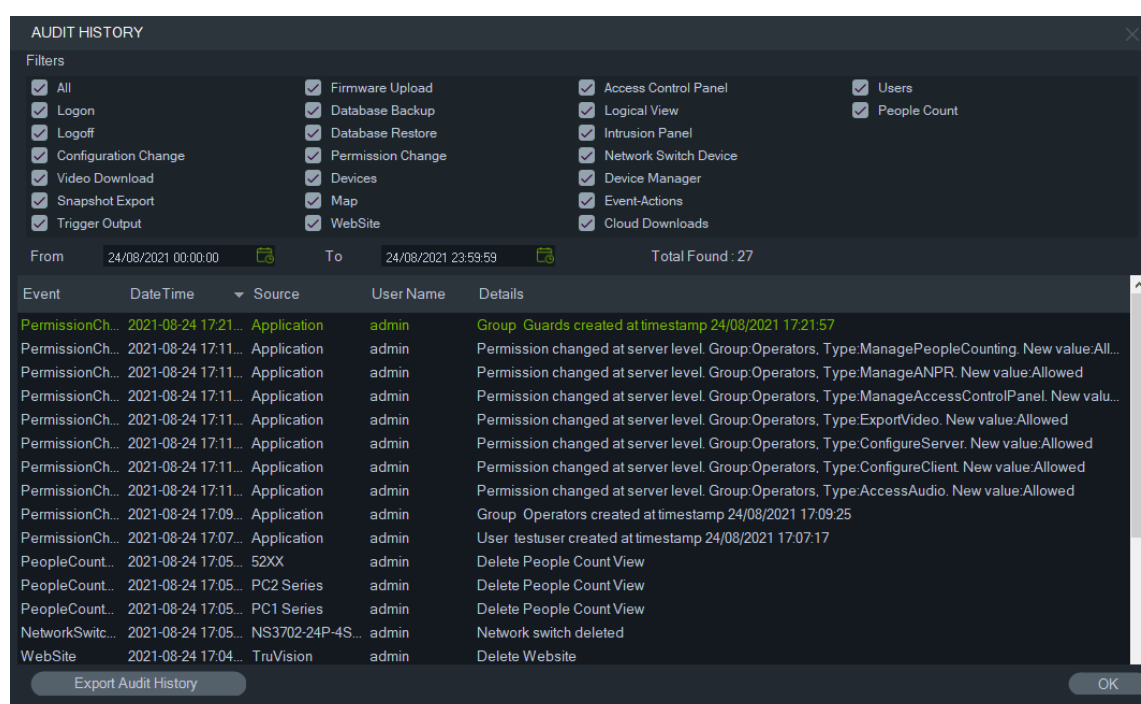 AUDIT HISTORY
Filters
All Firmware Upload Access Control Panel Users
Logon Database Backup Logical View People Count
Logoff Database Restore Intrusion Panel
Configuration Change Permission Change Network Switch Device
Video Download Devices Device Manager
Snapshot Export Map Event-Actions
Trigger Output WebSite Cloud Downloads
From 24/08/2021 00:00:00 To 24/08/2021 23:59:59 Total Found : 27
Event DateTime Source User Name Details
PermissionCh... 2021-08-24 17:21... Application admin Group Guards created at timestamp 24/08/2021 17:21:57
PermissionCh... 2021-08-24 17:11... Application admin Permission changed at server level. Group:Operators, Type:ManagePeopleCounting. New value:All...
PermissionCh... 2021-08-24 17:11... Application admin Permission changed at server level. Group:Operators, Type:ManageANPR. New value:Allowed
PermissionCh... 2021-08-24 17:11... Application admin Permission changed at server level. Group:Operators, Type:ManageAccessControlPanel. New valu...
PermissionCh... 2021-08-24 17:11... Application admin Permission changed at server level. Group:Operators, Type:ExportVideo. New value:Allowed
PermissionCh... 2021-08-24 17:11... Application admin Permission changed at server level. Group:Operators, Type:ConfigureServer. New value:Allowed
PermissionCh... 2021-08-24 17:11... Application admin Permission changed at server level. Group:Operators, Type:ConfigureClient. New value:Allowed
PermissionCh... 2021-08-24 17:11... Application admin Permission changed at server level. Group:Operators, Type:AccessAudio. New value:Allowed
PermissionCh... 2021-08-24 17:09... Application admin Group Operators created at timestamp 24/08/2021 17:09:25
PermissionCh... 2021-08-24 17:07... Application admin User testuser created at timestamp 24/08/2021 17:07:17
PeopleCount... 2021-08-24 17:05... 52XX admin Delete People Count View
PeopleCount... 2021-08-24 17:05... PC2 Series admin Delete People Count View
PeopleCount... 2021-08-24 17:05... PC1 Series admin Delete People Count View
NetworkSwitc... 2021-08-24 17:05... NS3702-24P-4S... admin Network switch deleted
WebSite 2021-08-24 17:04... TruVision admin Delete Website
Export Audit History OK